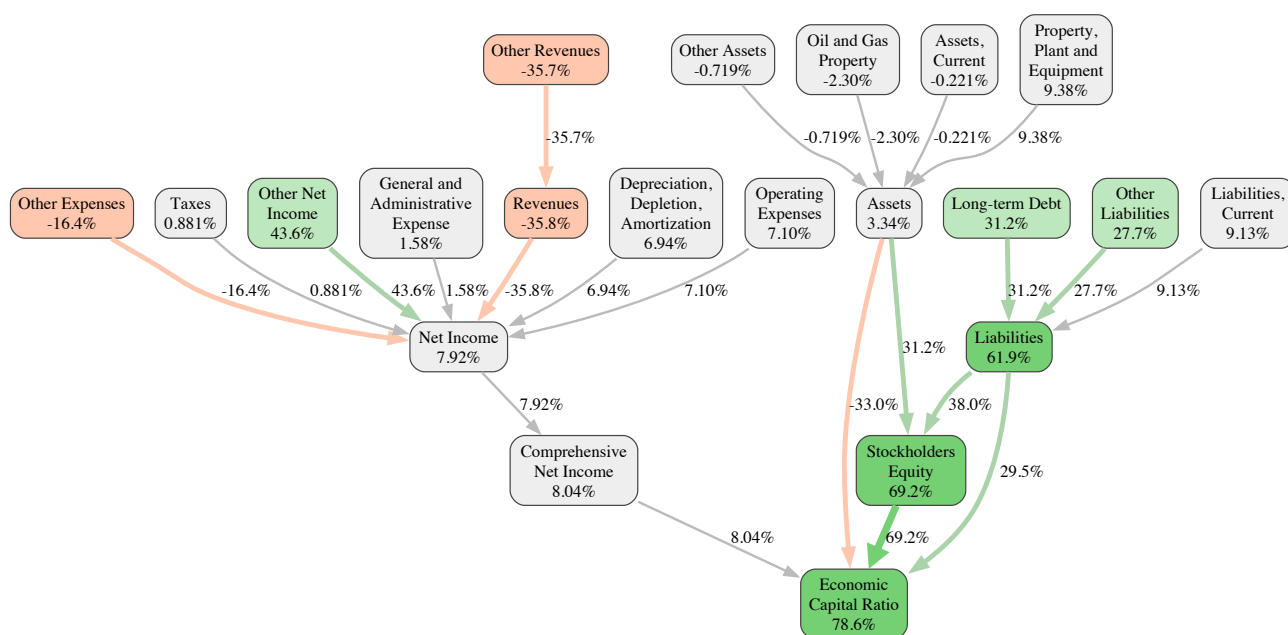 Other Revenues
-35.7%
Other Assets
-0.719%
Oil and Gas
Property
-2.30%
Assets,
Current
-0.221%
Property,
Plant and
Equipment
9.38%
-35.7%
-0.719%
-2.30%
-0.221%
9.38%
Other Expenses
-16.4%
Taxes
0.881%
Other Net
Income
43.6%
General and
Administrative
Expense
1.58%
Revenues
-35.8%
Depreciation,
Depletion,
Amortization
6.94%
Operating
Expenses
7.10%
Assets
3.34%
Long-term Debt
31.2%
Other
Liabilities
27.7%
Liabilities,
Current
9.13%
-16.4%
0.881%
43.6%
1.58%
-35.8%
6.94%
7.10%
31.2%
27.7%
9.13%
Net Income
7.92%
31.2%
Liabilities
61.9%
7.92%
-33.0%
38.0%
Comprehensive
Net Income
8.04%
Stockholders
Equity
69.2%
29.5%
8.04%
69.2%
Economic
Capital Ratio
78.6%